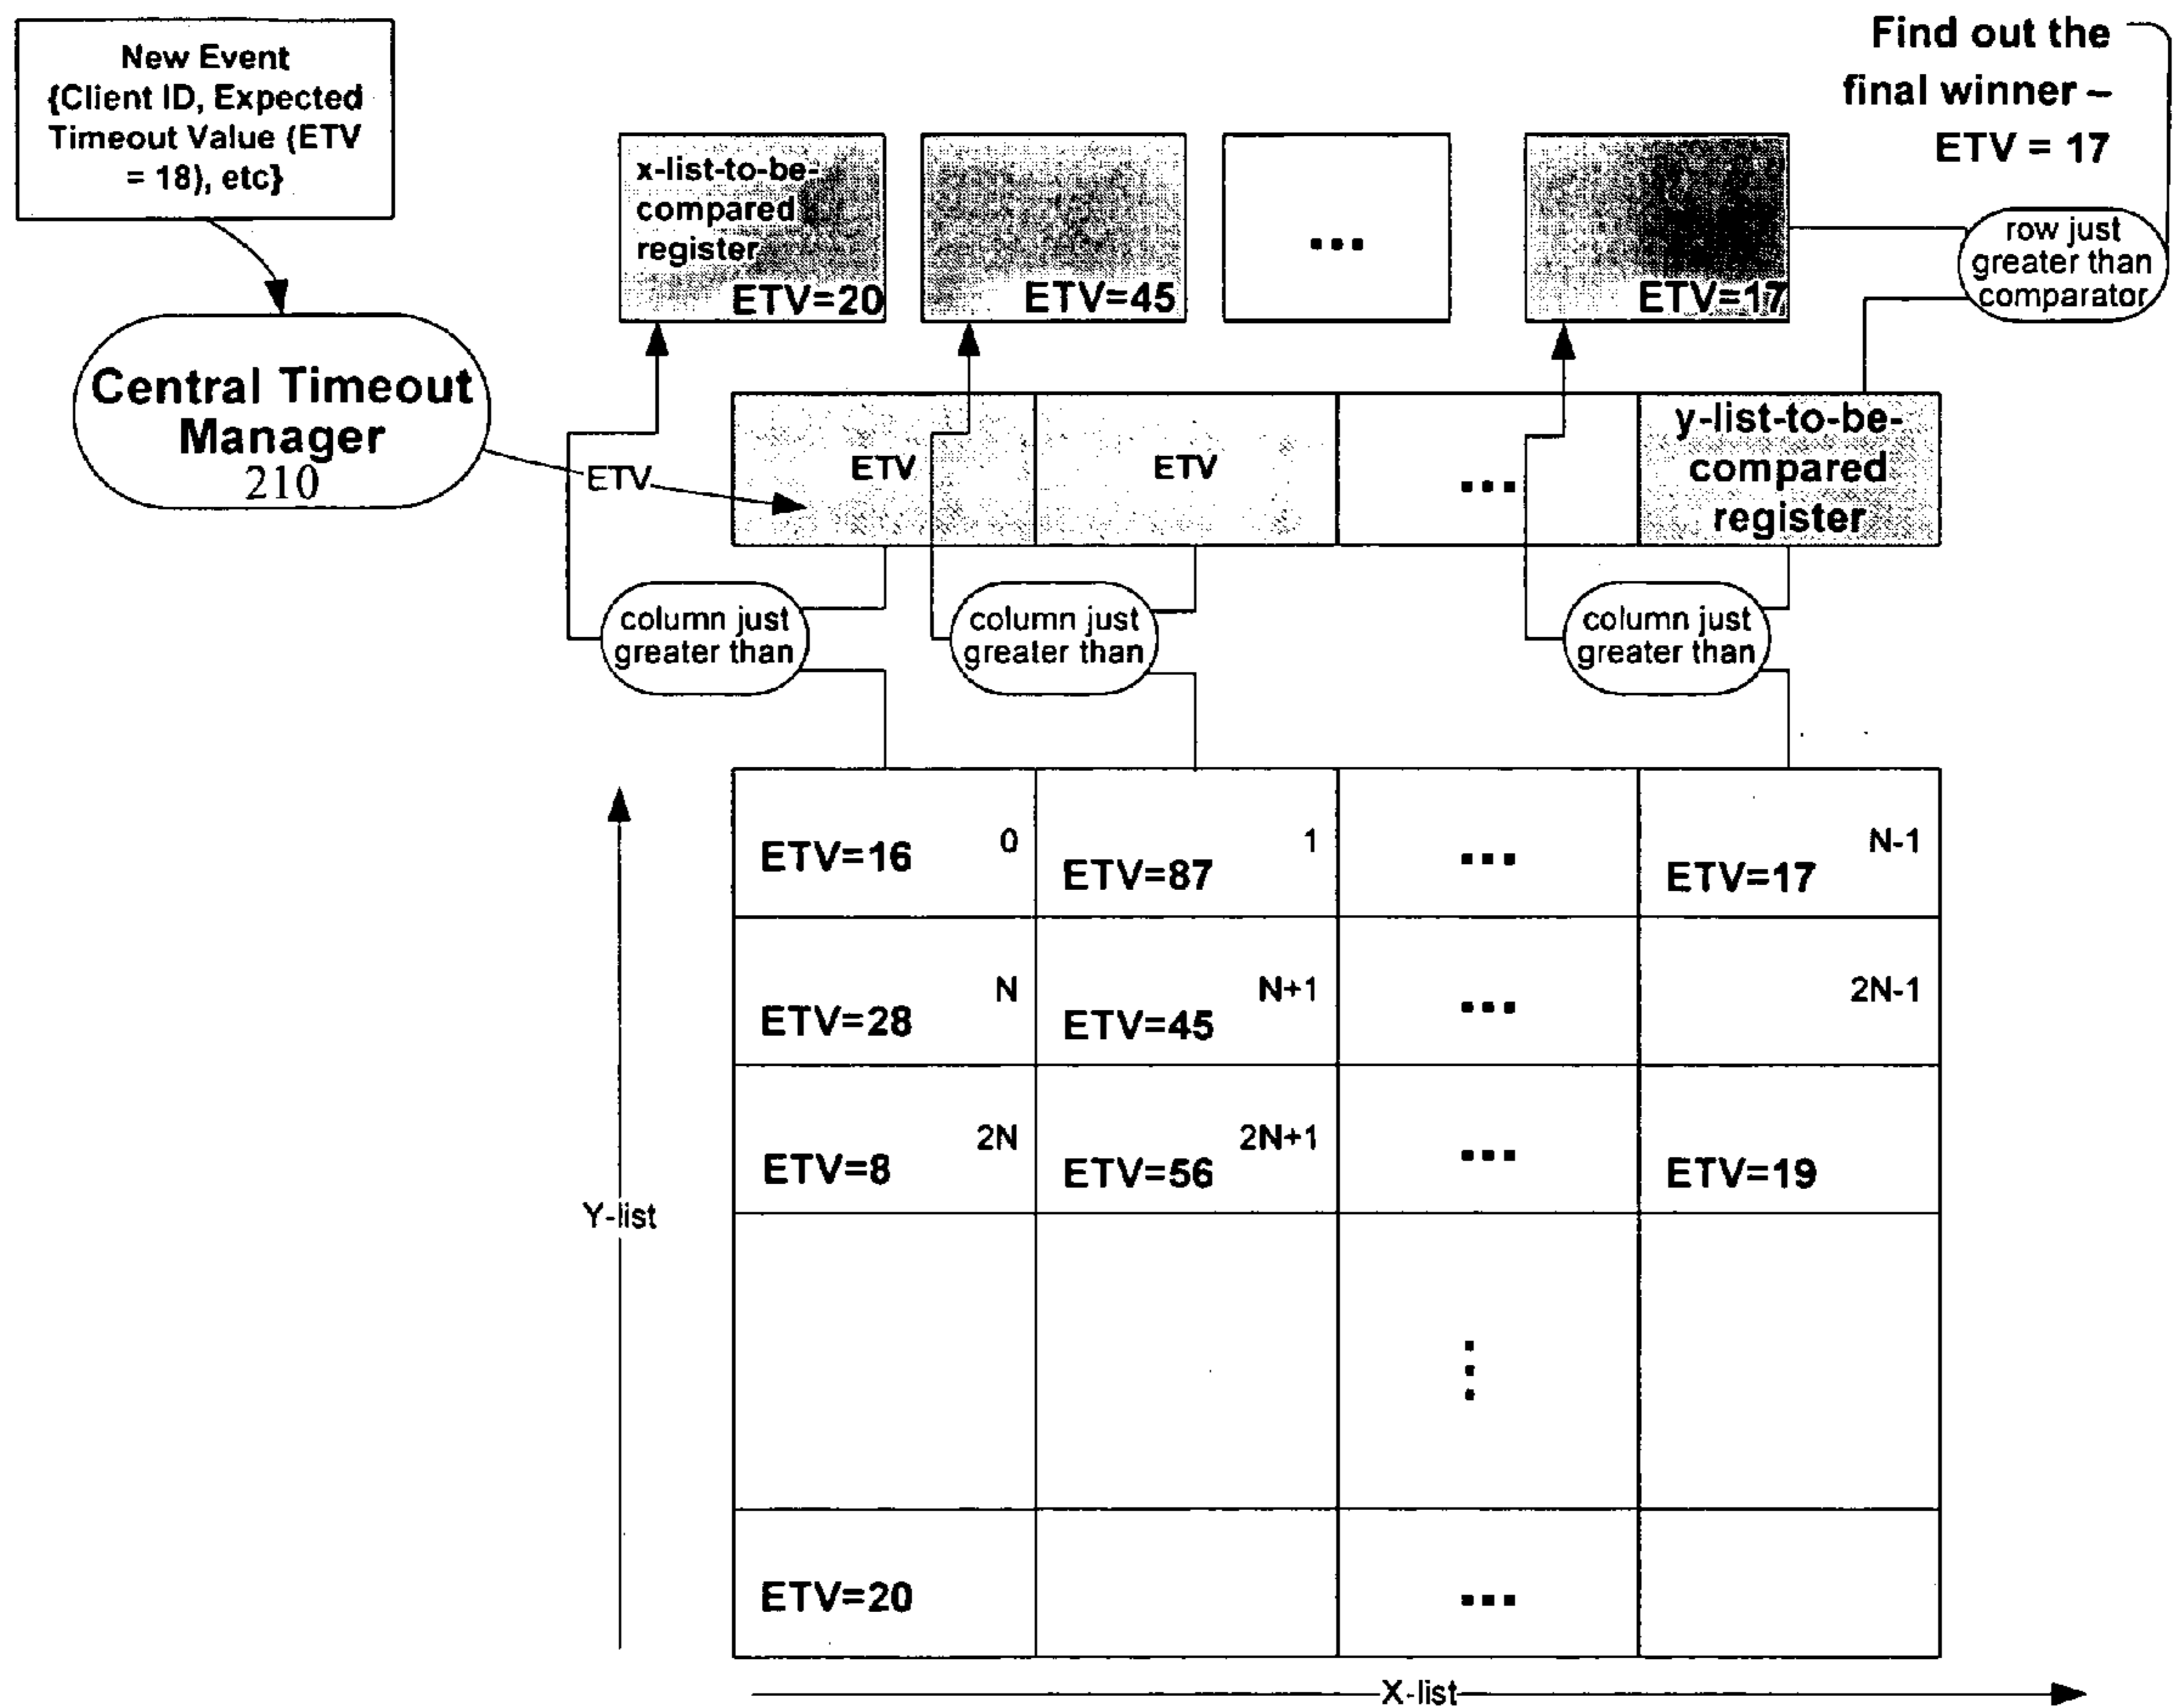 New Event
{Client ID, Expected
Timeout Value (ETV
= 18), etc}
Find out the
final winner –
ETV = 17
x-list-to-be-
compared
register
ETV=20
ETV=45
...
ETV=17
row just
greater than
comparator
Central Timeout
Manager
210
ETV
ETV
ETV
...
y-list-to-be-
compared
register
column just
greater than
column just
greater than
column just
greater than
ETV=16 0
ETV=87 1
...
ETV=17 N-1
ETV=28 N
ETV=45 N+1
...
2N-1
ETV=8 2N
ETV=56 2N+1
...
ETV=19
Y-list
⋮
ETV=20
...
X-list